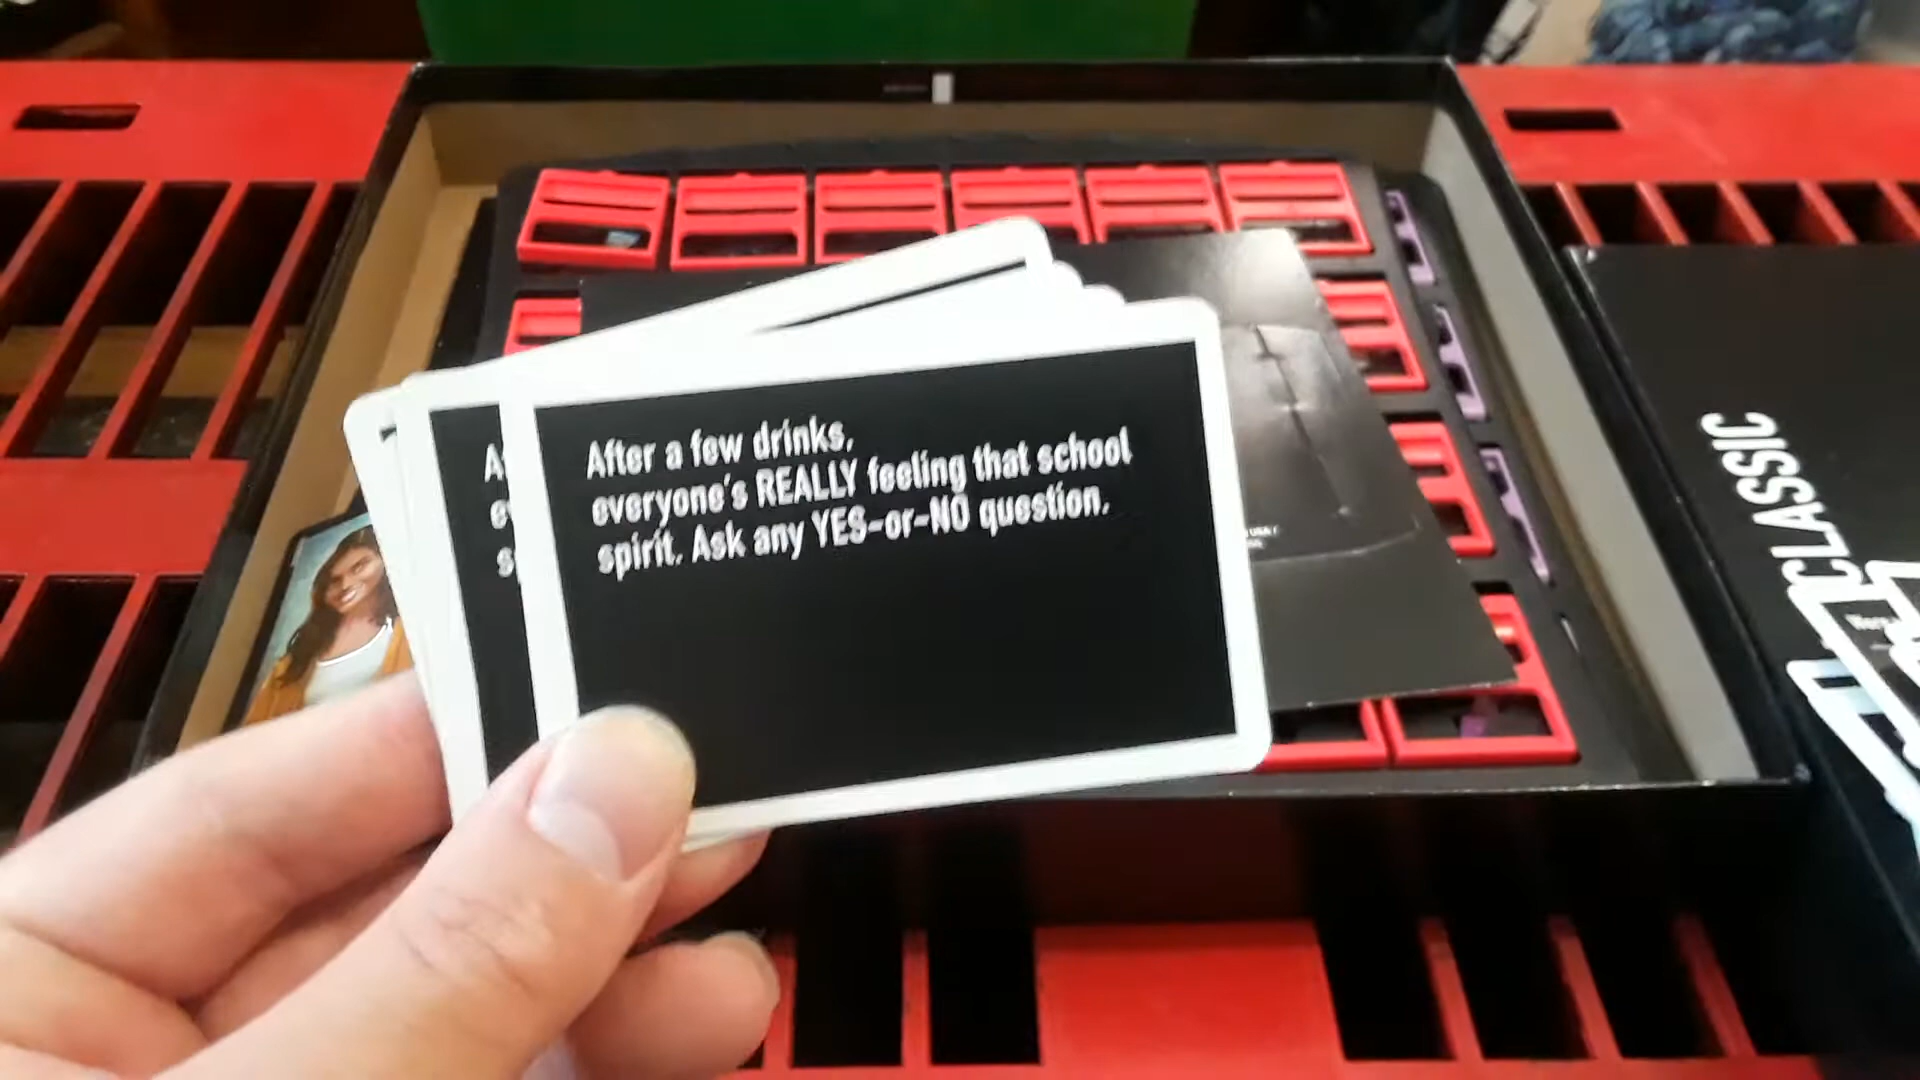 After a few drinks,
everyone's REALLY feeling that school
spirit. Ask any YES-or-NO question.
CLASSIC